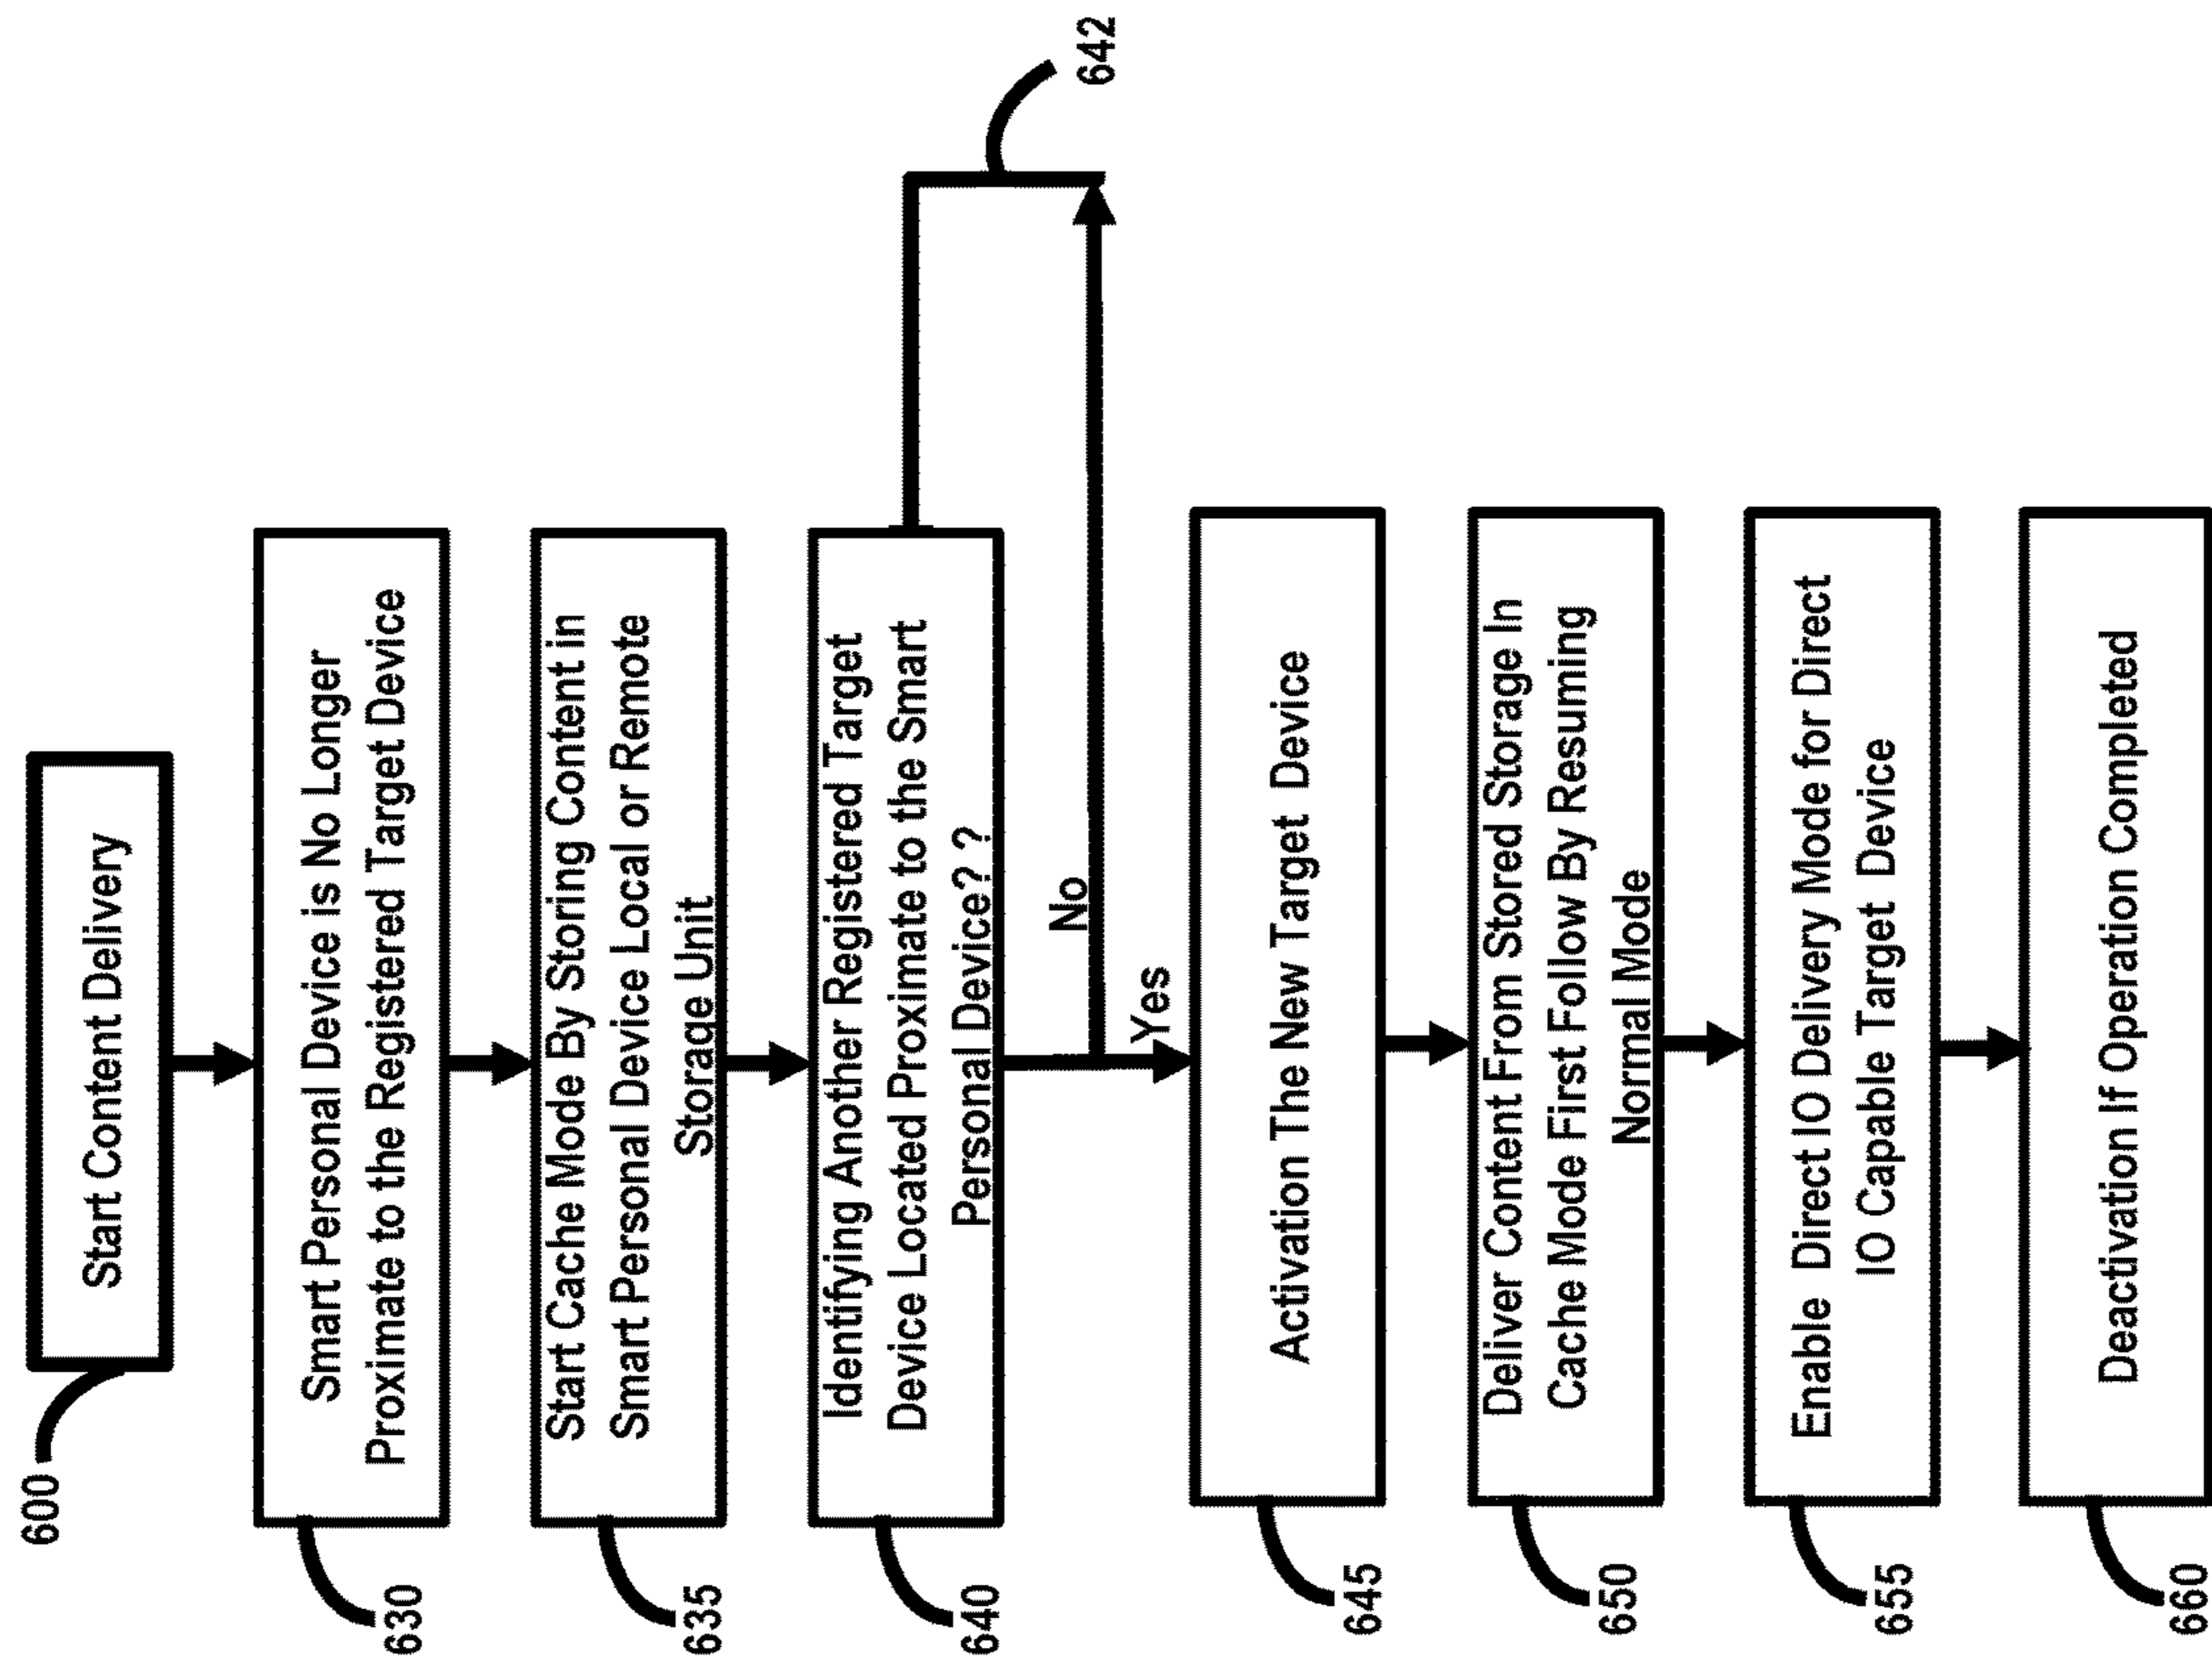 600
Start Content Delivery
630
Smart Personal Device is No Longer
Proximate to the Registered Target Device
635
Start Cache Mode By Storing Content in
Smart Personal Device Local or Remote
Storage Unit
640
Identifying Another Registered Target
Device Located Proximate to the Smart
Personal Device? ?
642
No
Yes
645
Activation The New Target Device
650
Deliver Content From Stored Storage In
Cache Mode First Follow By Resuming
Normal Mode
655
Enable Direct IO Delivery Mode for Direct
IO Capable Target Device
660
Deactivation If Operation Completed